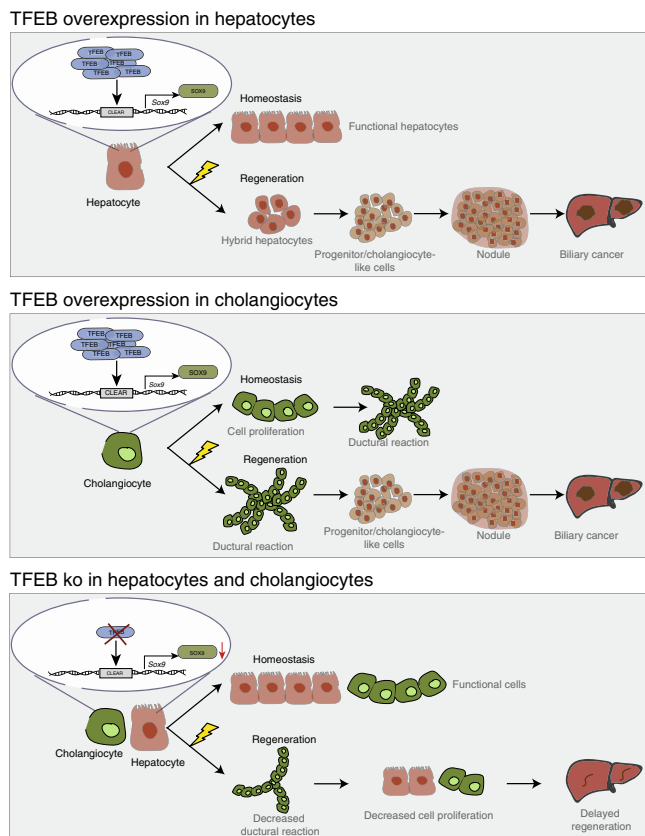 TFEB overexpression in hepatocytes
TFEB
TFEB
TFEB
TFEB
TFEB
TFEB
SOX9
Sox9
CLEAR
Homeostasis
Functional hepatocytes
Hepatocyte
Regeneration
Hybrid hepatocytes
Progenitor/cholangiocyte-
like cells
Nodule
Biliary cancer
TFEB overexpression in cholangiocytes
TFEB
TFEB
TFEB
TFEB
TFEB
TFEB
SOX9
Sox9
CLEAR
Homeostasis
Cell proliferation
Ductural reaction
Cholangiocyte
Regeneration
Ductural reaction
Progenitor/cholangiocyte-
like cells
Nodule
Biliary cancer
TFEB ko in hepatocytes and cholangiocytes
TFEB
SOX9
Sox9
CLEAR
Homeostasis
Functional cells
Cholangiocyte
Hepatocyte
Regeneration
Decreased
ductural reaction
Decreased cell proliferation
Delayed
regeneration